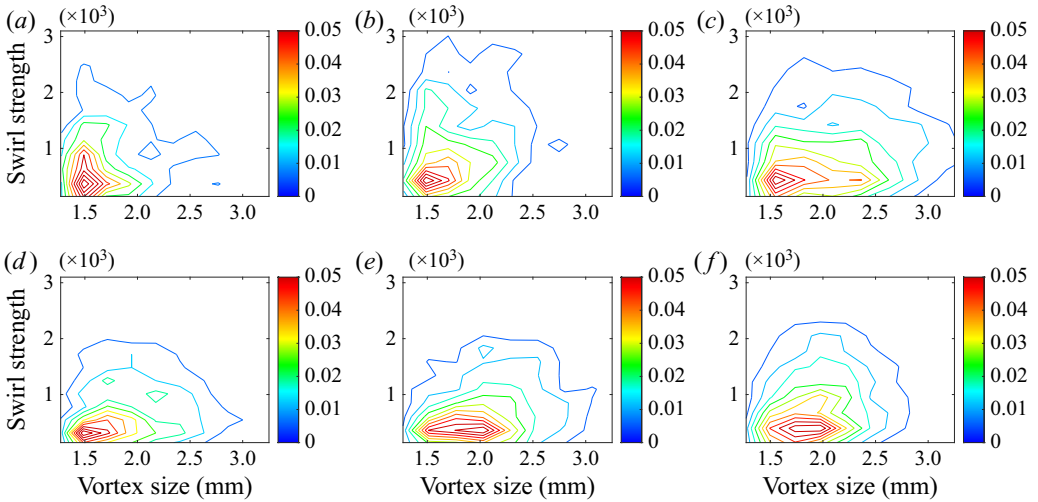 (a) (×10³) (b) (×10³) (c) (×10³)
Swirl strength
3 2 1
0.05 0.04 0.03 0.02 0.01 0
1.5 2.0 2.5 3.0
3 2 1
0.05 0.04 0.03 0.02 0.01 0
1.5 2.0 2.5 3.0
3 2 1
0.05 0.04 0.03 0.02 0.01 0
1.5 2.0 2.5 3.0
(d) (×10³) (e) (×10³) (f) (×10³)
Swirl strength
3 2 1
0.05 0.04 0.03 0.02 0.01 0
1.5 2.0 2.5 3.0
Vortex size (mm)
3 2 1
0.05 0.04 0.03 0.02 0.01 0
1.5 2.0 2.5 3.0
Vortex size (mm)
3 2 1
0.05 0.04 0.03 0.02 0.01 0
1.5 2.0 2.5 3.0
Vortex size (mm)